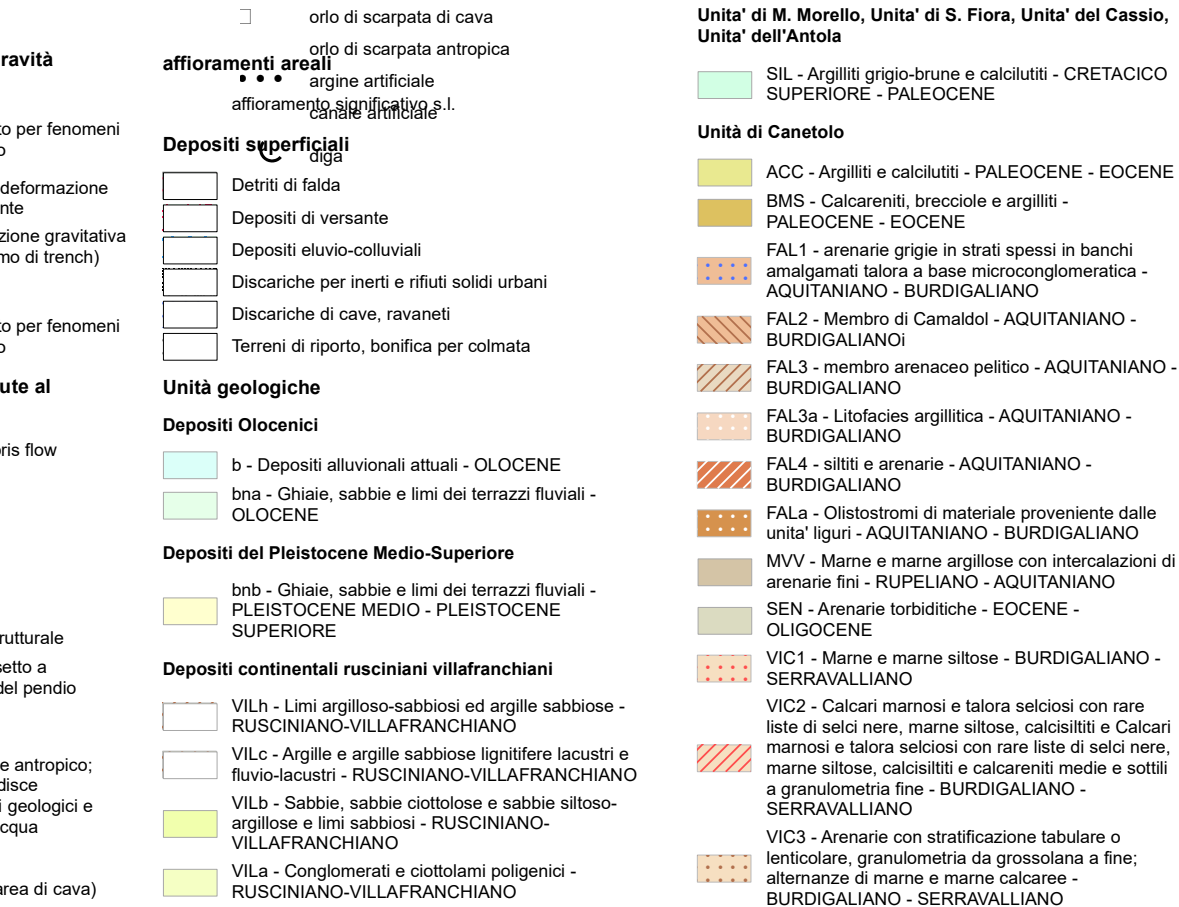 ravità
to per fenomeni
o
deformazione
nte
zione gravitativa
mo di trench)
to per fenomeni
o
ute al
ris flow
rutturale
setto a
del pendio
e antropico;
disce
i geologici e
cqua
area di cava)
orlo di scarpata di cava
orlo di scarpata antropica
affioramenti areali
argine artificiale
affioramento significativo s.l.
canale artificiale
Depositi superficiali
diga
Detriti di falda
Depositi di versante
Depositi eluvio-colluviali
Discariche per inerti e rifiuti solidi urbani
Discariche di cave, ravaneti
Terreni di riporto, bonifica per colmata
Unità geologiche
Depositi Olocenici
b - Depositi alluvionali attuali - OLOCENE
bna - Ghiaie, sabbie e limi dei terrazzi fluviali -
OLOCENE
Depositi del Pleistocene Medio-Superiore
bnb - Ghiaie, sabbie e limi dei terrazzi fluviali -
PLEISTOCENE MEDIO - PLEISTOCENE
SUPERIORE
Depositi continentali rusciniani villafranchiani
VILh - Limi argilloso-sabbiosi ed argille sabbiose -
RUSCINIANO-VILLAFRANCHIANO
VILc - Argille e argille sabbiose lignitifere lacustri e
fluvio-lacustri - RUSCINIANO-VILLAFRANCHIANO
VILb - Sabbie, sabbie ciottolose e sabbie siltoso-
argillose e limi sabbiosi - RUSCINIANO-
VILLAFRANCHIANO
VILa - Conglomerati e ciottolami poligenici -
RUSCINIANO-VILLAFRANCHIANO
Unita' di M. Morello, Unita' di S. Fiora, Unita' del Cassio,
Unita' dell'Antola
SIL - Argilliti grigio-brune e calcilutiti - CRETACICO
SUPERIORE - PALEOCENE
Unità di Canetolo
ACC - Argilliti e calcilutiti - PALEOCENE - EOCENE
BMS - Calcareniti, brecciole e argilliti -
PALEOCENE - EOCENE
FAL1 - arenarie grigie in strati spessi in banchi
amalgamati talora a base microconglomeratica -
AQUITANIANO - BURDIGALIANO
FAL2 - Membro di Camaldol - AQUITANIANO -
BURDIGALIANOi
FAL3 - membro arenaceo pelitico - AQUITANIANO -
BURDIGALIANO
FAL3a - Litofacies argillitica - AQUITANIANO -
BURDIGALIANO
FAL4 - siltiti e arenarie - AQUITANIANO -
BURDIGALIANO
FALa - Olistostromi di materiale proveniente dalle
unita' liguri - AQUITANIANO - BURDIGALIANO
MVV - Marne e marne argillose con intercalazioni di
arenarie fini - RUPELIANO - AQUITANIANO
SEN - Arenarie torbiditiche - EOCENE -
OLIGOCENE
VIC1 - Marne e marne siltose - BURDIGALIANO -
SERRAVALLIANO
VIC2 - Calcari marnosi e talora selciosi con rare
liste di selci nere, marne siltose, calcisiltiti e Calcari
marnosi e talora selciosi con rare liste di selci nere,
marne siltose, calcisiltiti e calcareniti medie e sottili
a granulometria fine - BURDIGALIANO -
SERRAVALLIANO
VIC3 - Arenarie con stratificazione tabulare o
lenticolare, granulometria da grossolana a fine;
alternanze di marne e marne calcaree -
BURDIGALIANO - SERRAVALLIANO